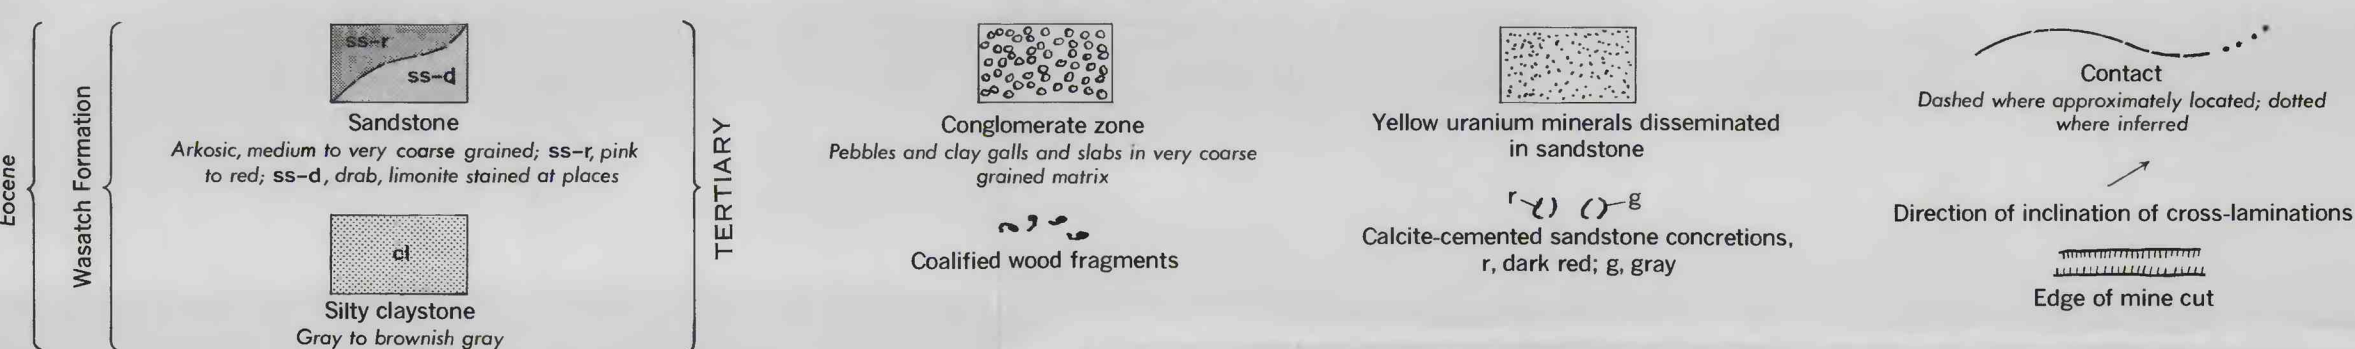 Eocene
Wasatch Formation
ss-r
ss-d
Sandstone
Arkosic, medium to very coarse grained; ss-r, pink
to red; ss-d, drab, limonite stained at places
cl
Silty claystone
Gray to brownish gray
TERTIARY
Conglomerate zone
Pebbles and clay galls and slabs in very coarse
grained matrix
Coalified wood fragments
Yellow uranium minerals disseminated
in sandstone
r
g
Calcite-cemented sandstone concretions,
r, dark red; g, gray
Contact
Dashed where approximately located; dotted
where inferred
Direction of inclination of cross-laminations
Edge of mine cut